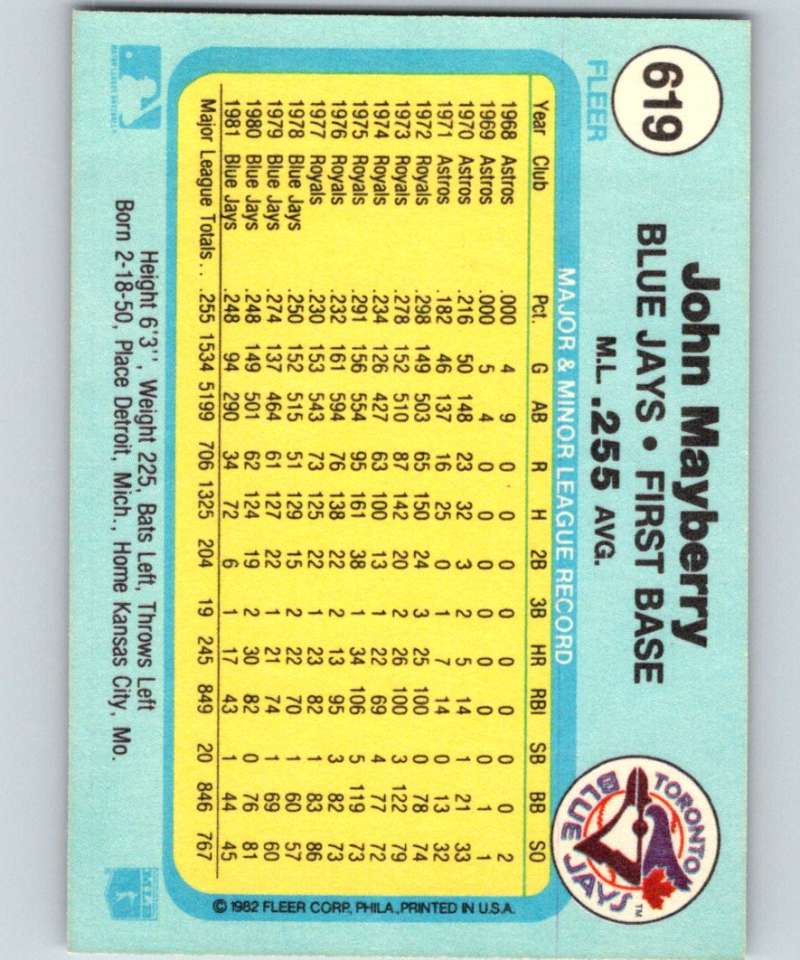 619
FLEER
John Mayberry
BLUE JAYS • FIRST BASE
M.L. .255 AVG.
TORONTO
BLUE JAYS
TM
MAJOR & MINOR LEAGUE RECORD
Year Club Pct. G AB R H 2B 3B HR RBI SB BB SO
1968 Astros .000 4 9 0 0 0 0 0 0 0 0 2
1969 Astros .000 5 4 0 0 0 0 0 0 0 1 1
1970 Astros .216 50 148 23 32 3 2 5 14 1 21 33
1971 Astros .182 46 137 16 25 0 1 7 14 0 13 32
1972 Royals .298 149 503 65 150 24 3 25 100 0 78 74
1973 Royals .278 152 510 87 142 20 2 26 100 3 122 79
1974 Royals .234 126 427 63 100 13 1 22 69 4 77 72
1975 Royals .291 156 554 95 161 38 1 34 106 5 119 73
1976 Royals .232 161 594 76 138 22 2 13 95 3 82 73
1977 Royals .230 153 543 73 125 22 1 23 82 1 83 86
1978 Blue Jays .250 152 515 51 129 15 2 22 70 1 60 57
1979 Blue Jays .274 137 464 61 127 22 1 21 74 1 69 60
1980 Blue Jays .248 149 501 62 124 19 2 30 82 0 76 81
1981 Blue Jays .248 94 290 34 72 6 1 17 43 1 44 45
Major League Totals . . .255 1534 5199 706 1325 204 19 245 849 20 846 767
© 1982 FLEER CORP., PHILA., PRINTED IN U.S.A.
Height 6'3'', Weight 225, Bats Left, Throws Left
Born 2-18-50, Place Detroit, Mich., Home Kansas City, Mo.